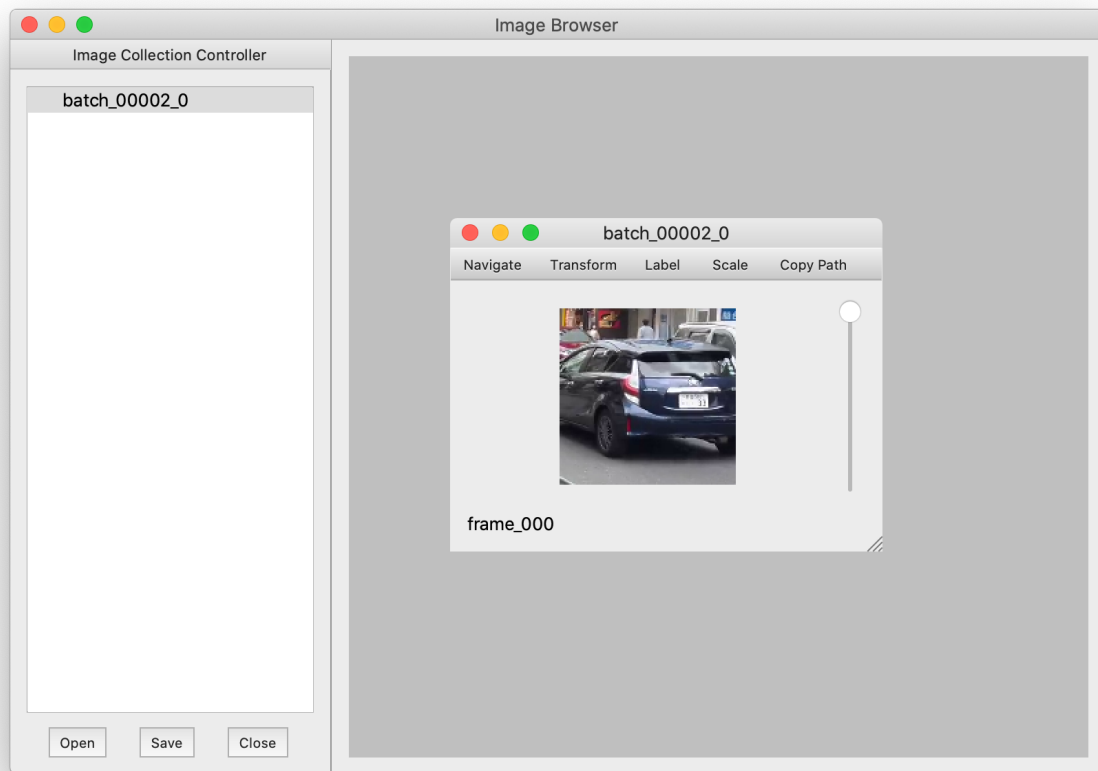 Image Browser
Image Collection Controller
batch_00002_0
batch_00002_0
Navigate Transform Label Scale Copy Path
frame_000
Open Save Close